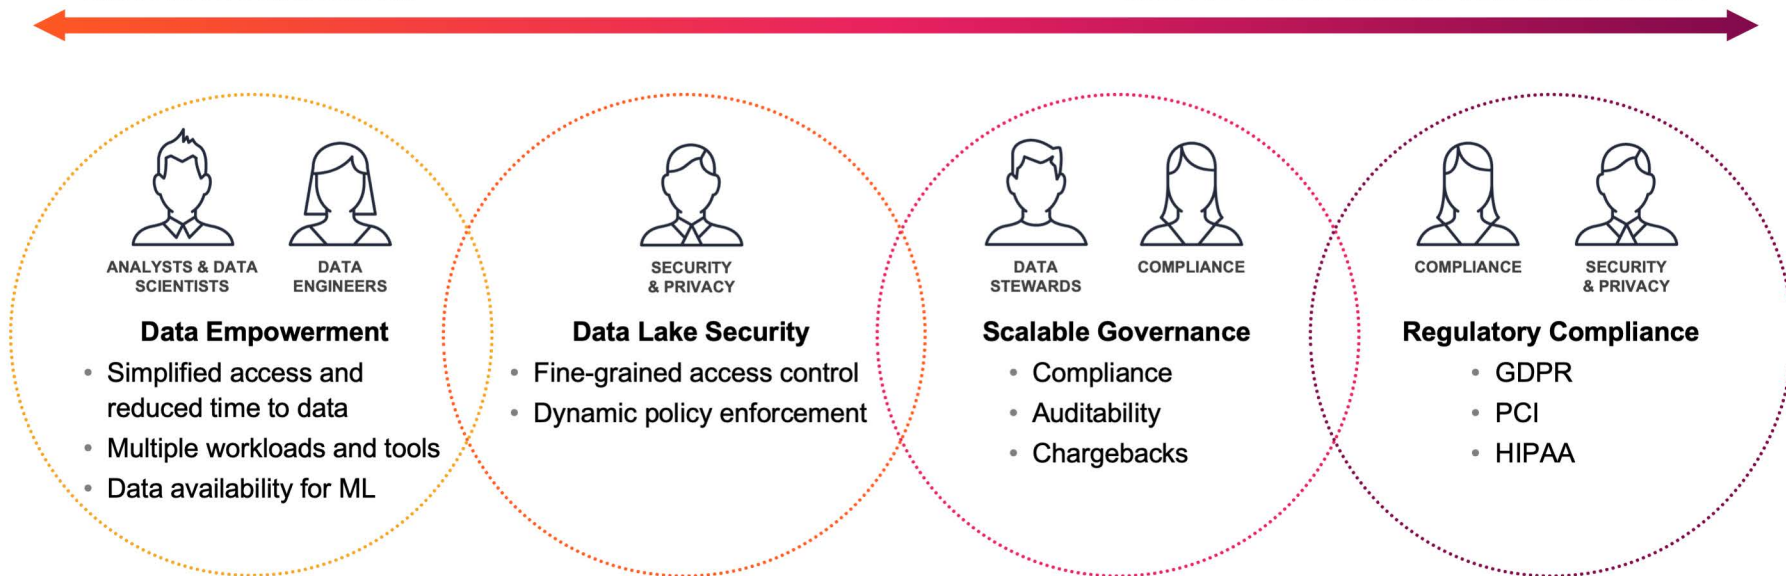 ANALYSTS & DATA
SCIENTISTS
DATA
ENGINEERS
Data Empowerment
• Simplified access and
reduced time to data
• Multiple workloads and tools
• Data availability for ML
SECURITY
& PRIVACY
Data Lake Security
• Fine-grained access control
• Dynamic policy enforcement
DATA
STEWARDS
COMPLIANCE
Scalable Governance
• Compliance
• Auditability
• Chargebacks
COMPLIANCE
SECURITY
& PRIVACY
Regulatory Compliance
• GDPR
• PCI
• HIPAA